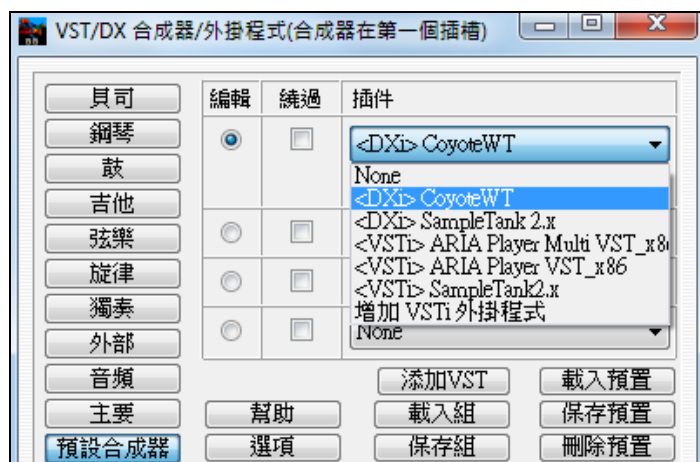 VST/DX 合成器/外掛程式(合成器在第一個插槽)
貝司
編輯
繞過
插件
鋼琴
<DXi> CoyoteWT
鼓
None
吉他
<DXi> CoyoteWT
弦樂
<DXi> SampleTank 2.x
<VSTi> ARIA Player Multi VST_x86
旋律
<VSTi> ARIA Player VST_x86
<VSTi> SampleTank2.x
獨奏
增加 VSTi 外掛程式
外部
None
音頻
添加VST
載入預置
主要
幫助
載入組
保存預置
預設合成器
選項
保存組
刪除預置